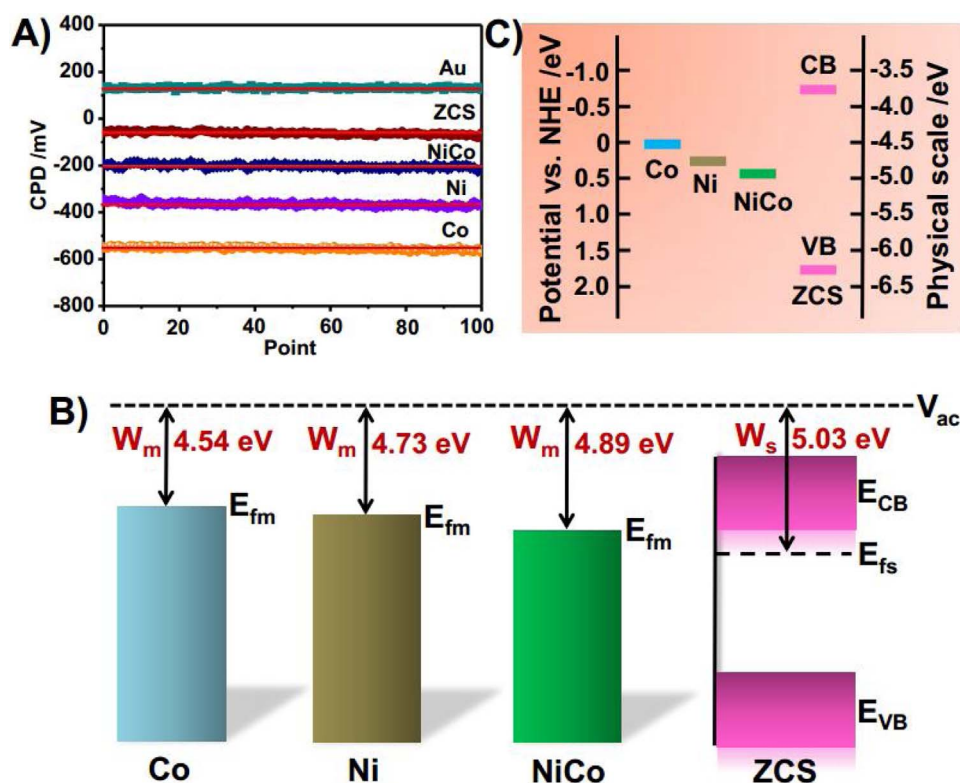 A)
CPD /mV
400
200
0
-200
-400
-600
-800
Au
ZCS
NiCo
Ni
Co
0 20 40 60 80 100
Point
C)
Potential vs. NHE /eV
-1.0
-0.5
0
0.5
1.0
1.5
2.0
Co
Ni
NiCo
CB
VB
ZCS
-3.5
-4.0
-4.5
-5.0
-5.5
-6.0
-6.5
Physical scale /eV
B)
Vac
Wm 4.54 eV
Wm 4.73 eV
Wm 4.89 eV
Ws 5.03 eV
Efm
Efm
Efm
ECB
Efs
EVB
Co Ni NiCo ZCS